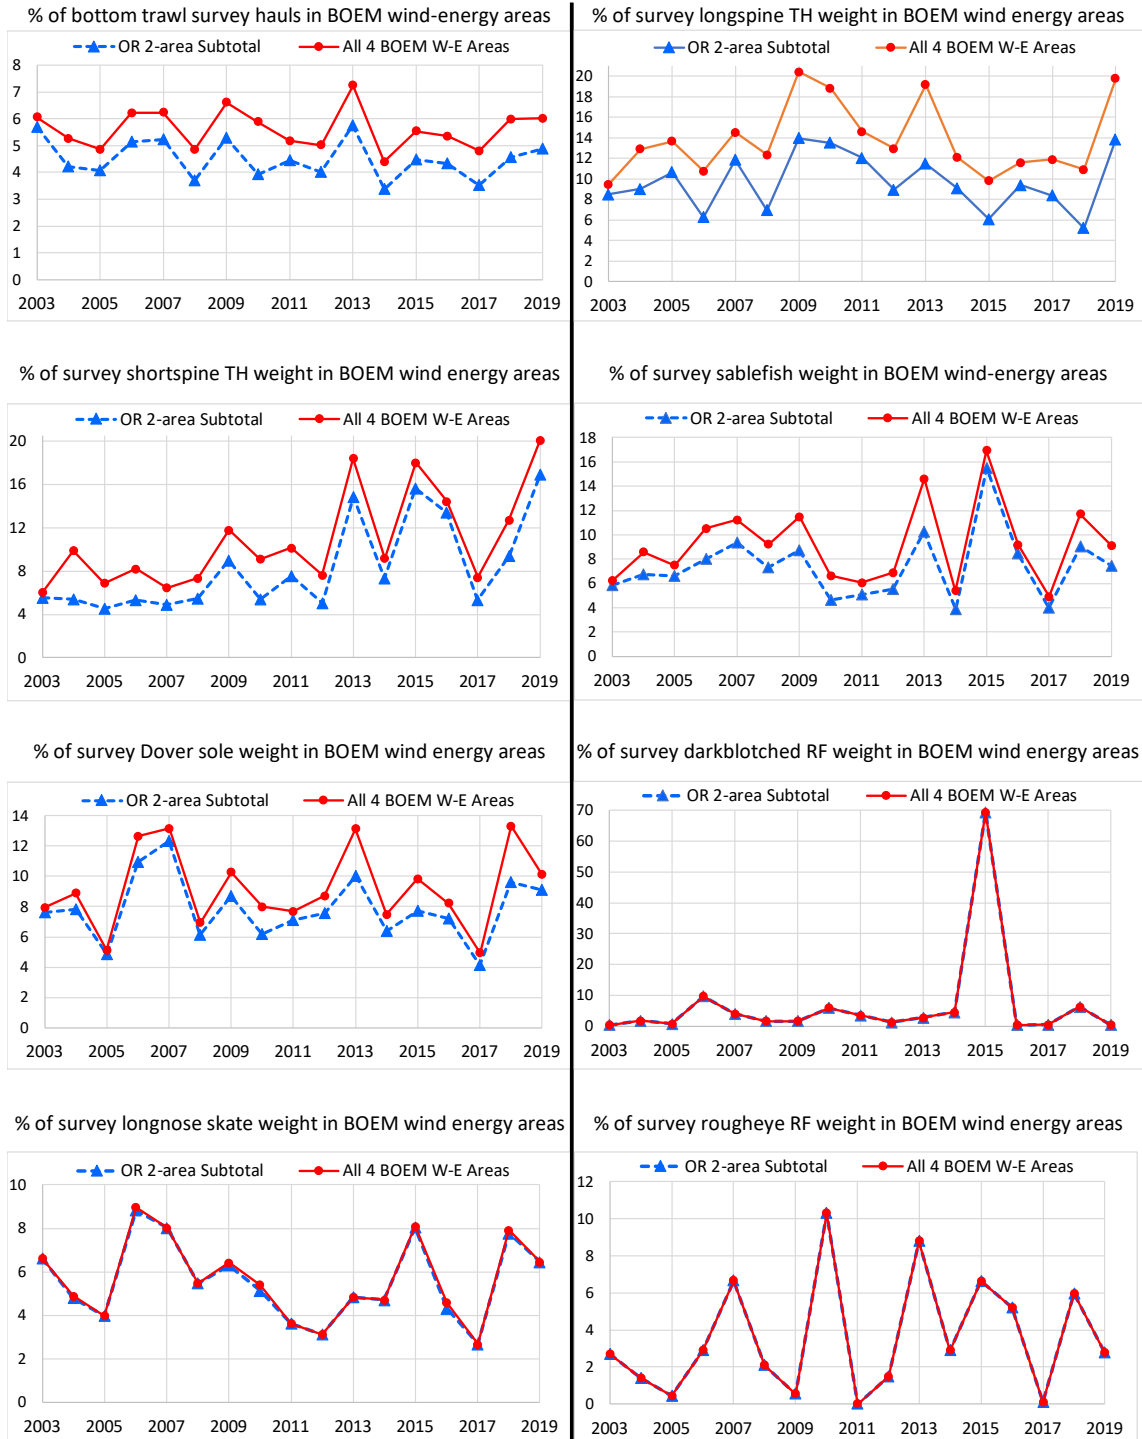 % of bottom trawl survey hauls in BOEM wind-energy areas
OR 2-area Subtotal All 4 BOEM W-E Areas
8
7
6
5
4
3
2
1
0
2003 2005 2007 2009 2011 2013 2015 2017 2019
% of survey longspine TH weight in BOEM wind energy areas
OR 2-area Subtotal All 4 BOEM W-E Areas
20
18
16
14
12
10
8
6
4
2
0
2003 2005 2007 2009 2011 2013 2015 2017 2019
% of survey shortspine TH weight in BOEM wind energy areas
OR 2-area Subtotal All 4 BOEM W-E Areas
20
16
12
8
4
0
2003 2005 2007 2009 2011 2013 2015 2017 2019
% of survey sablefish weight in BOEM wind-energy areas
OR 2-area Subtotal All 4 BOEM W-E Areas
18
16
14
12
10
8
6
4
2
0
2003 2005 2007 2009 2011 2013 2015 2017 2019
% of survey Dover sole weight in BOEM wind energy areas
OR 2-area Subtotal All 4 BOEM W-E Areas
14
12
10
8
6
4
2
0
2003 2005 2007 2009 2011 2013 2015 2017 2019
% of survey darkblotched RF weight in BOEM wind energy areas
OR 2-area Subtotal All 4 BOEM W-E Areas
70
60
50
40
30
20
10
0
2003 2005 2007 2009 2011 2013 2015 2017 2019
% of survey longnose skate weight in BOEM wind energy areas
OR 2-area Subtotal All 4 BOEM W-E Areas
10
8
6
4
2
0
2003 2005 2007 2009 2011 2013 2015 2017 2019
% of survey rougheye RF weight in BOEM wind energy areas
OR 2-area Subtotal All 4 BOEM W-E Areas
12
10
8
6
4
2
0
2003 2005 2007 2009 2011 2013 2015 2017 2019